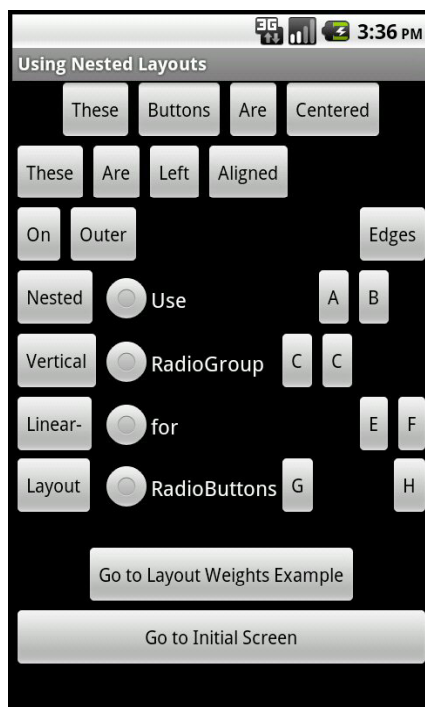 3G 3:36 PM
Using Nested Layouts
These Buttons Are Centered
These Are Left Aligned
On Outer Edges
Nested Use A B
Vertical RadioGroup C C
Linear- for E F
Layout RadioButtons G H
Go to Layout Weights Example
Go to Initial Screen